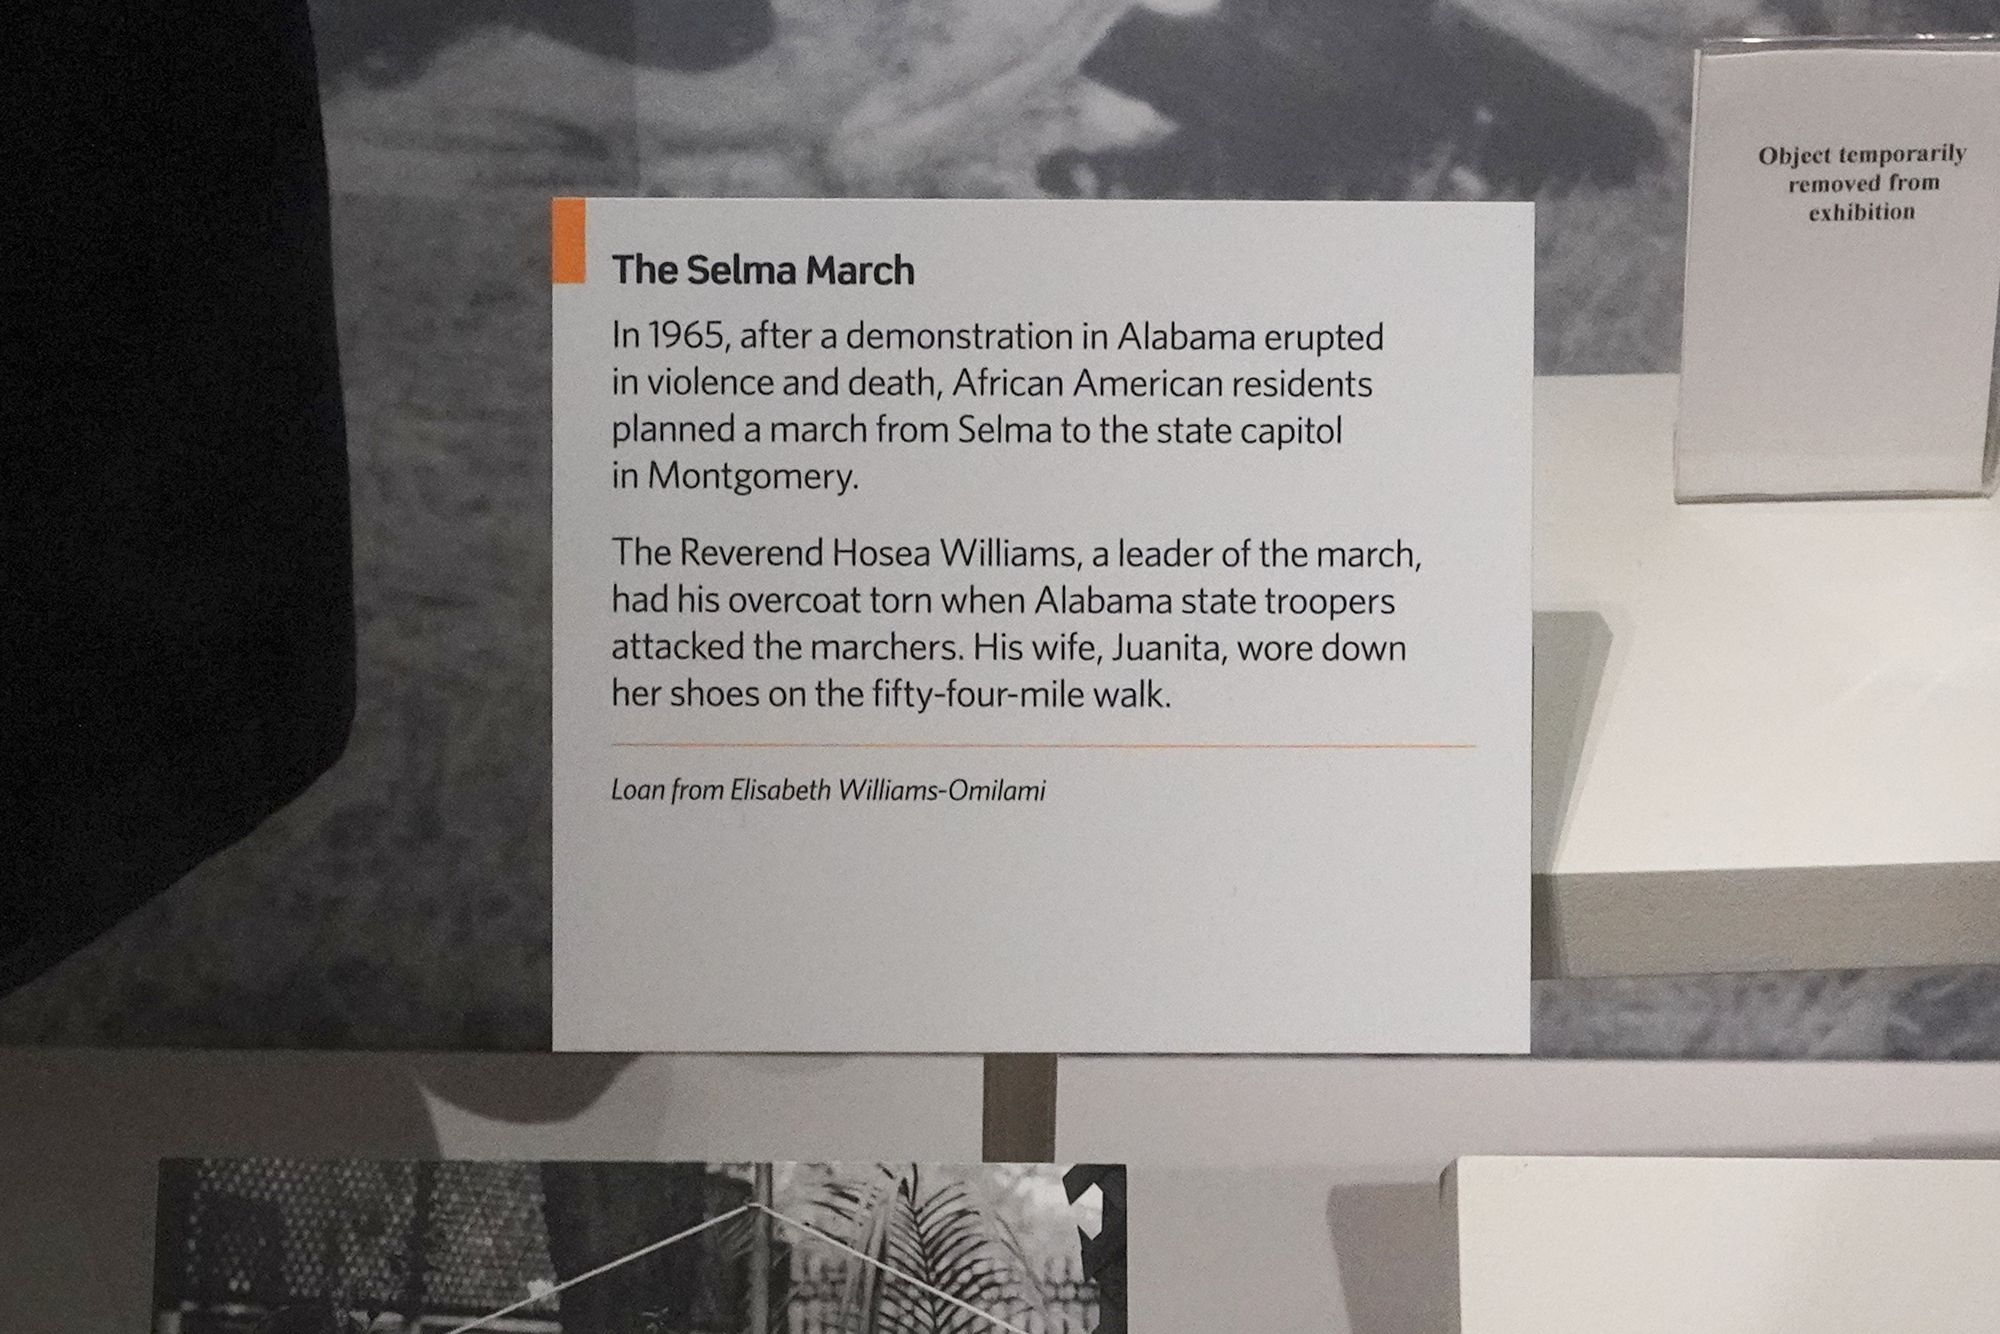 The Selma March
In 1965, after a demonstration in Alabama erupted
in violence and death, African American residents
planned a march from Selma to the state capitol
in Montgomery.
The Reverend Hosea Williams, a leader of the march,
had his overcoat torn when Alabama state troopers
attacked the marchers. His wife, Juanita, wore down
her shoes on the fifty-four-mile walk.
Loan from Elisabeth Williams-Omilami
Object temporarily
removed from
exhibition